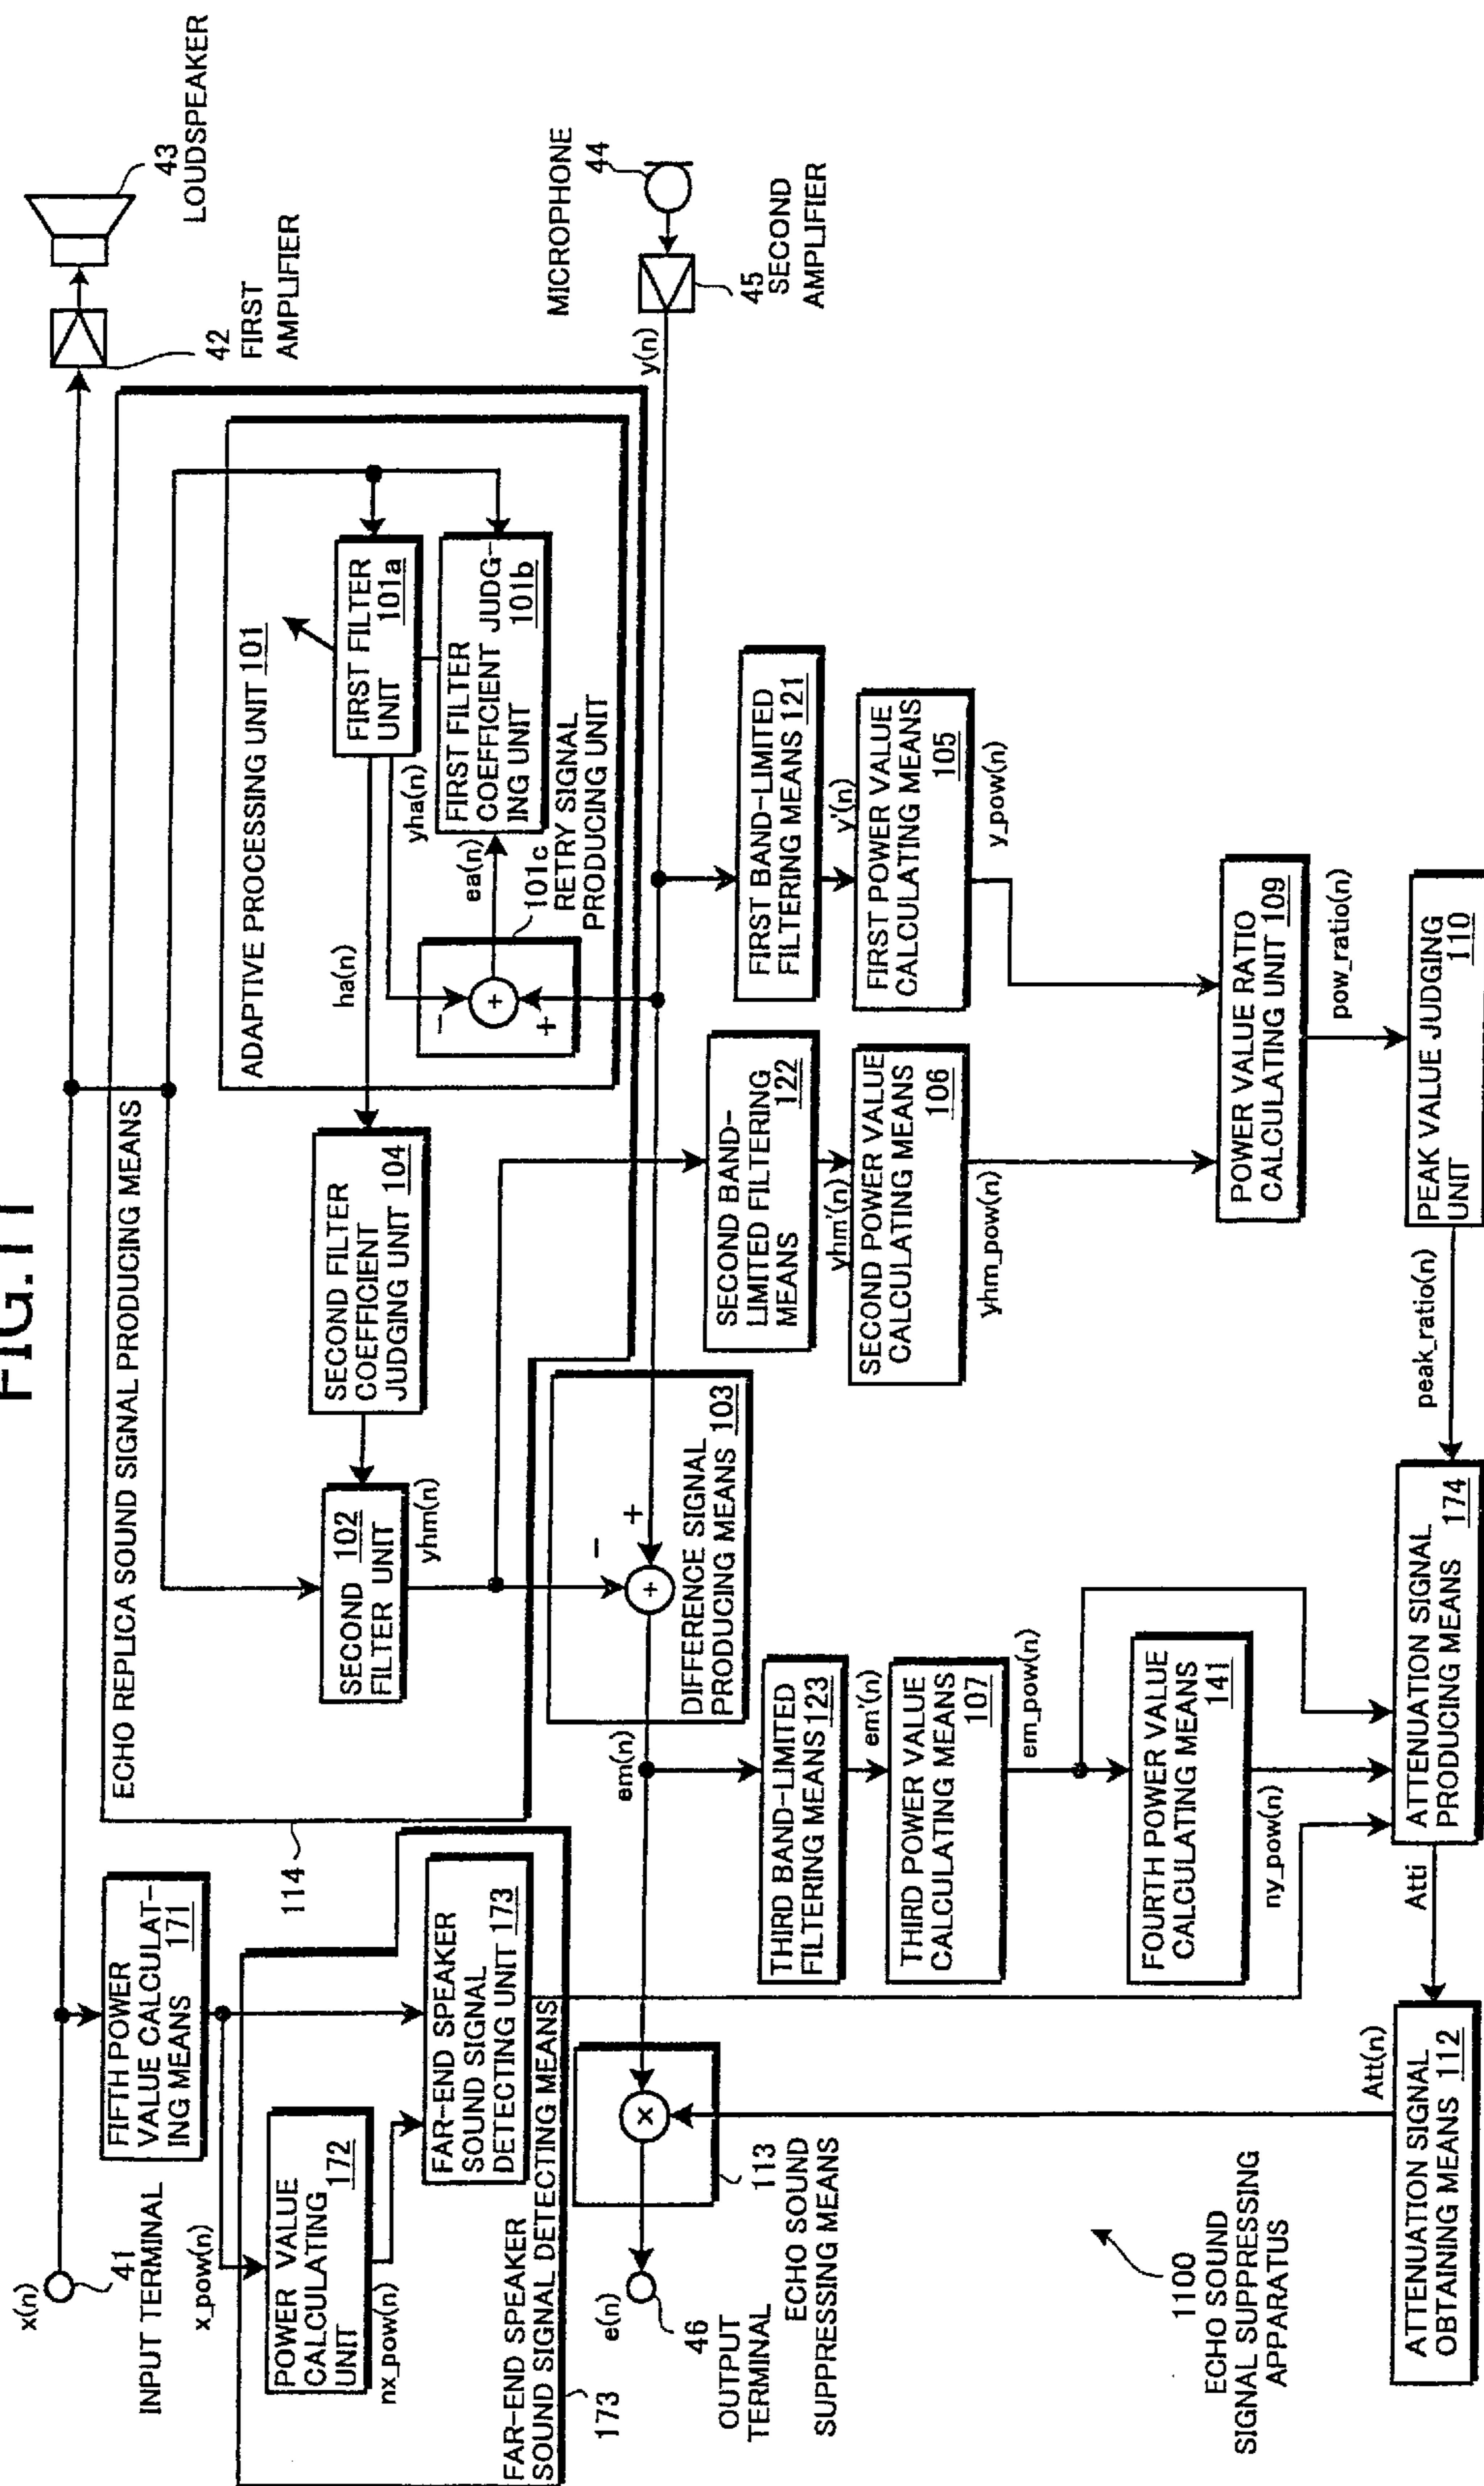 FIG.11
x(n)
41
INPUT TERMINAL
FIFTH POWER
VALUE CALCULAT-
ING MEANS 171
x_pow(n)
POWER VALUE
CALCULATING
UNIT 172
nx_pow(n)
FAR-END SPEAKER
SOUND SIGNAL
DETECTING UNIT 173
FAR-END SPEAKER
SOUND SIGNAL DETECTING MEANS
173
114
ECHO REPLICA SOUND SIGNAL PRODUCING MEANS
SECOND 102
FILTER UNIT
yhm(n)
SECOND FILTER
COEFFICIENT
JUDGING UNIT 104
ha(n)
ADAPTIVE PROCESSING UNIT 101
FIRST FILTER
UNIT 101a
yha(n)
FIRST FILTER
COEFFICIENT JUDG-
ING UNIT 101b
ea(n)
101c
RETRY SIGNAL
PRODUCING UNIT
-
+
+
42
FIRST
AMPLIFIER
43
LOUDSPEAKER
MICROPHONE
44
45
SECOND
AMPLIFIER
y(n)
-
+
+
DIFFERENCE SIGNAL
PRODUCING MEANS 103
em(n)
×
113
ECHO SOUND
SUPPRESSING MEANS
e(n)
46
OUTPUT
TERMINAL
FIRST BAND-LIMITED
FILTERING MEANS 121
y'(n)
FIRST POWER VALUE
CALCULATING MEANS
105
y_pow(n)
SECOND BAND-
LIMITED FILTERING
MEANS 122
yhm'(n)
SECOND POWER VALUE
CALCULATING MEANS
106
yhm_pow(n)
THIRD BAND-LIMITED
FILTERING MEANS 123
em'(n)
THIRD POWER VALUE
CALCULATING MEANS
107
em_pow(n)
FOURTH POWER VALUE
CALCULATING MEANS
141
ny_pow(n)
POWER VALUE RATIO
CALCULATING UNIT 109
pow_ratio(n)
PEAK VALUE JUDGING
UNIT 110
peak_ratio(n)
ATTENUATION SIGNAL
PRODUCING MEANS 174
Atti
ATTENUATION SIGNAL
OBTAINING MEANS 112
Att(n)
1100
ECHO SOUND
SIGNAL SUPPRESSING
APPARATUS